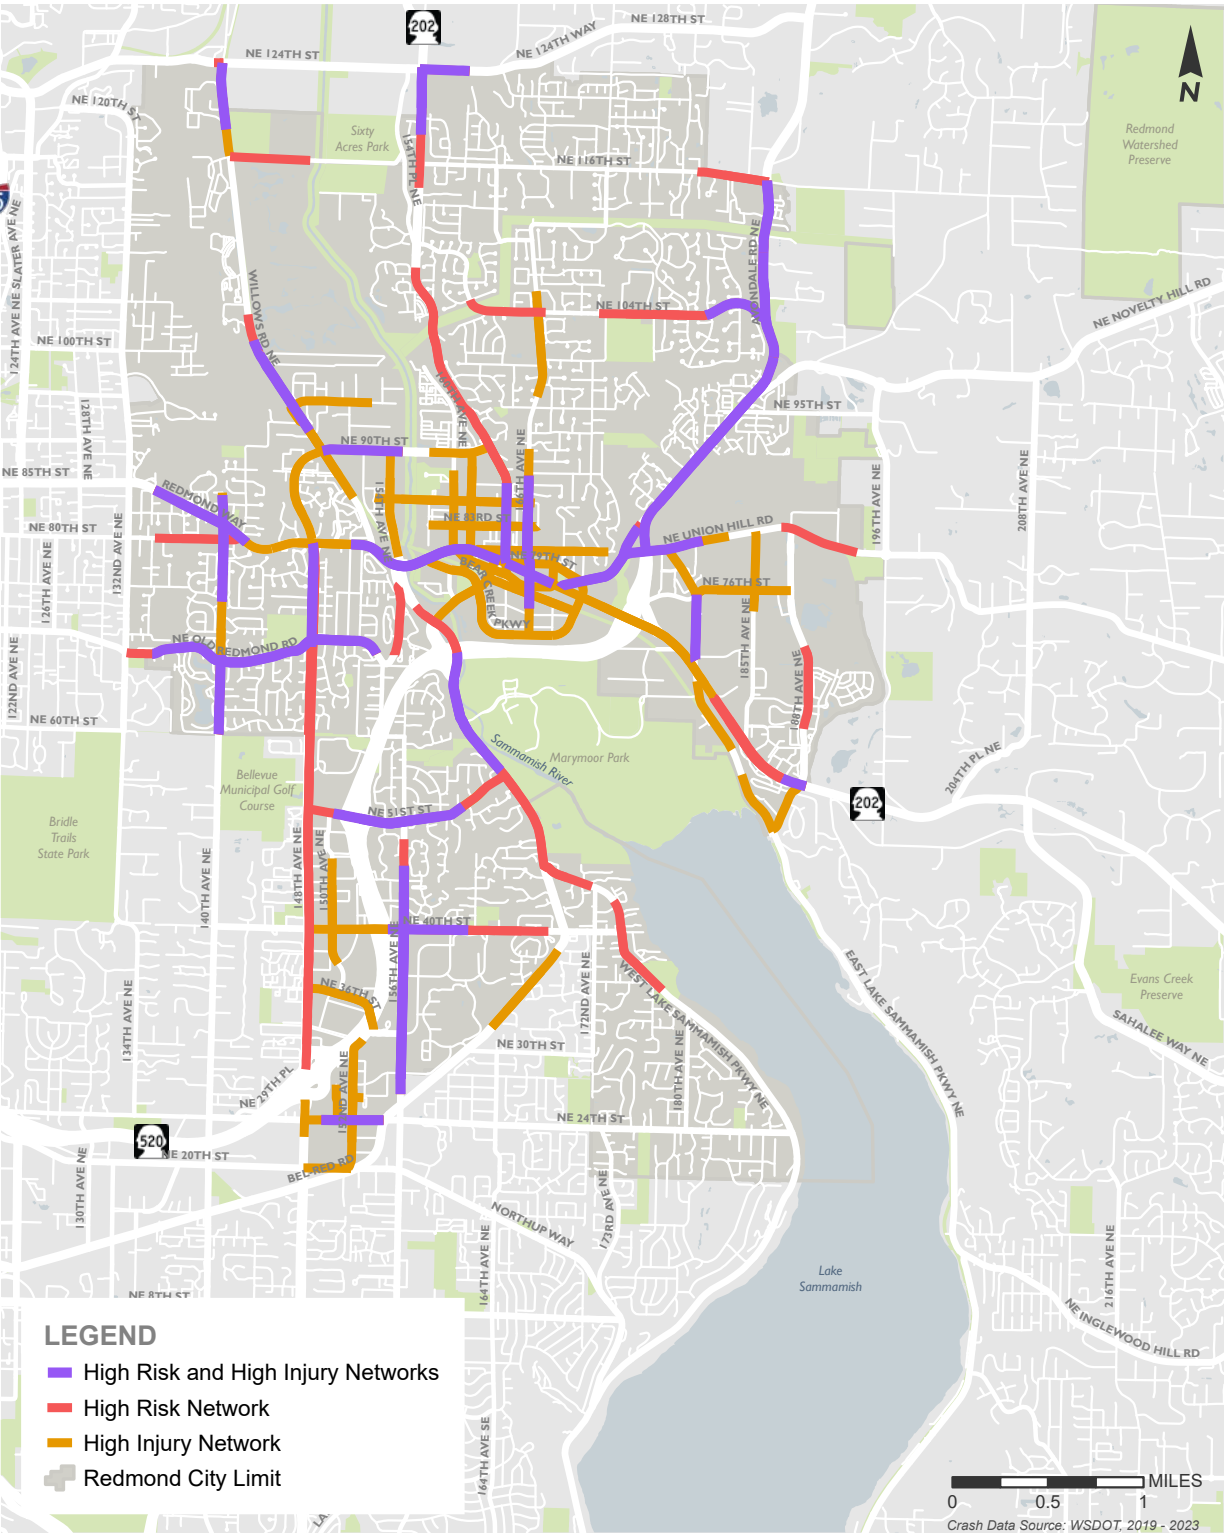 202
NE 128TH ST
NE 124TH WAY
NE 124TH ST
N
NE 120TH ST
Sixty
Acres Park
154TH PL NE
NE 116TH ST
Redmond
Watershed
Preserve
124TH AVE NE
SLATER AVE NE
AVONDALE RD NE
WILLOWS RD NE
NE 104TH ST
NE NOVELTY HILL RD
NE 100TH ST
128TH AVE NE
NE 95TH ST
NE 90TH ST
166TH AVE NE
NE 85TH ST
REDMOND WAY
154TH AVE NE
196TH AVE NE
208TH AVE NE
NE 83RD ST
NE 80TH ST
132ND AVE NE
126TH AVE NE
NE UNION HILL RD
NE 79TH ST
BEAR CREEK PKWY
NE 76TH ST
185TH AVE NE
188TH AVE NE
NE OLD REDMOND RD
122ND AVE NE
NE 60TH ST
Sammamish River
Marymoor Park
204TH PL NE
Bellevue
Municipal Golf
Course
202
NE 51ST ST
Bridle
Trails
State Park
148TH AVE NE
150TH AVE NE
140TH AVE NE
NE 40TH ST
156TH AVE NE
172ND AVE NE
WEST LAKE SAMMAMISH PKWY NE
EAST LAKE SAMMAMISH PKWY NE
Evans Creek
Preserve
NE 36TH ST
134TH AVE NE
SAHALEE WAY NE
NE 30TH ST
180TH AVE NE
NE 29TH PL
152ND AVE NE
NE 24TH ST
520
NE 20TH ST
BEL-RED RD
130TH AVE NE
173RD AVE NE
NORTHUP WAY
164TH AVE NE
216TH AVE NE
Lake
Sammamish
NE 8TH ST
NE INGLEWOOD HILL RD
LEGEND
High Risk and High Injury Networks
High Risk Network
High Injury Network
Redmond City Limit
164TH AVE SE
MILES
0 0.5 1
Crash Data Source: WSDOT, 2019 - 2023